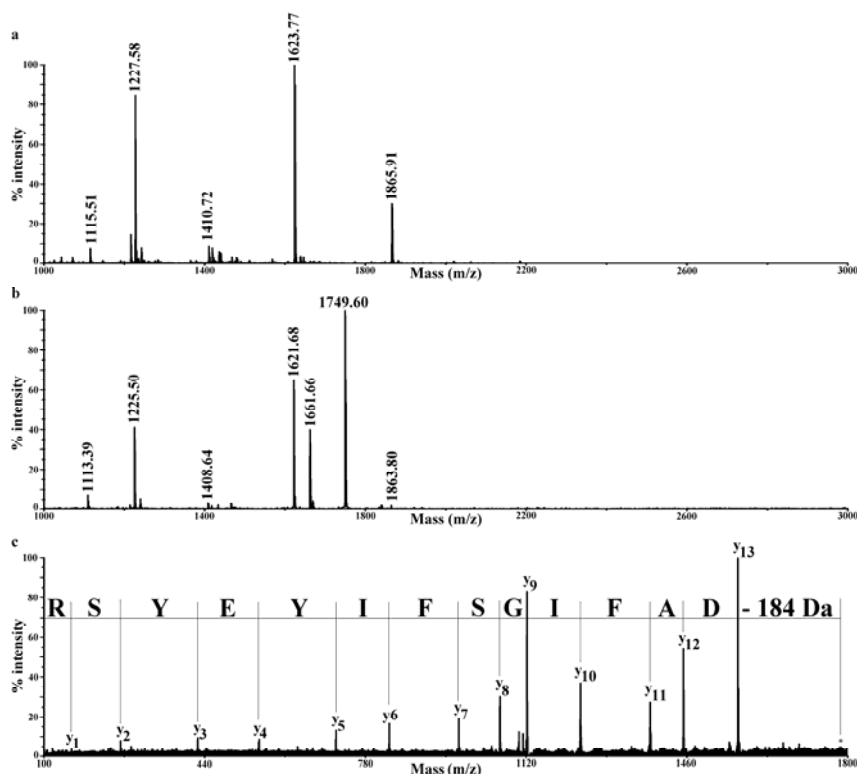 a
% intensity
100
80
60
40
20
0
1115.51
1227.58
1410.72
1623.77
1865.91
1000 1400 1800 2200 2600 3000
Mass (m/z)
b
% intensity
100
80
60
40
20
0
1113.39
1225.50
1408.64
1621.68
1661.66
1749.60
1863.80
1000 1400 1800 2200 2600 3000
Mass (m/z)
c
% intensity
100
80
60
40
20
0
R S Y E Y I F S G I F A D - 184 Da
y1 y2 y3 y4 y5 y6 y7 y8 y9 y10 y11 y12 y13
*
100 440 780 1120 1460 1800
Mass (m/z)